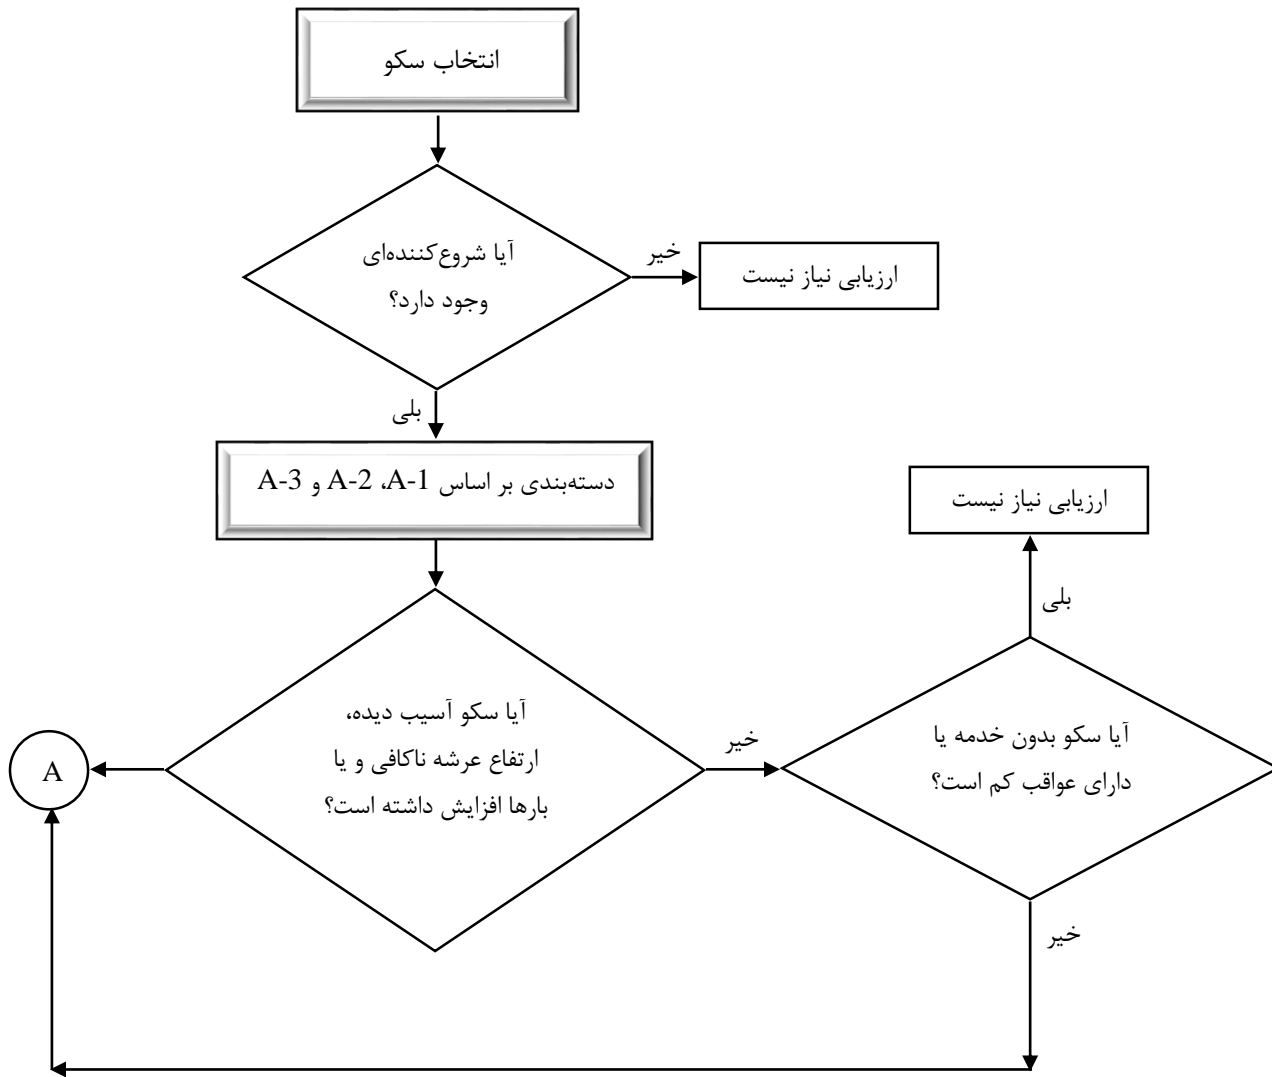 انتخاب سکو
آیا شروع‌کننده‌ای
وجود دارد؟
خیر
ارزیابی نیاز نیست
بلی
دسته‌بندی بر اساس A-1، A-2 و A-3
ارزیابی نیاز نیست
بلی
آیا سکو آسیب دیده،
ارتفاع عرشه ناکافی و یا
بارها افزایش داشته است؟
خیر
آیا سکو بدون خدمه یا
دارای عواقب کم است؟
A
خیر